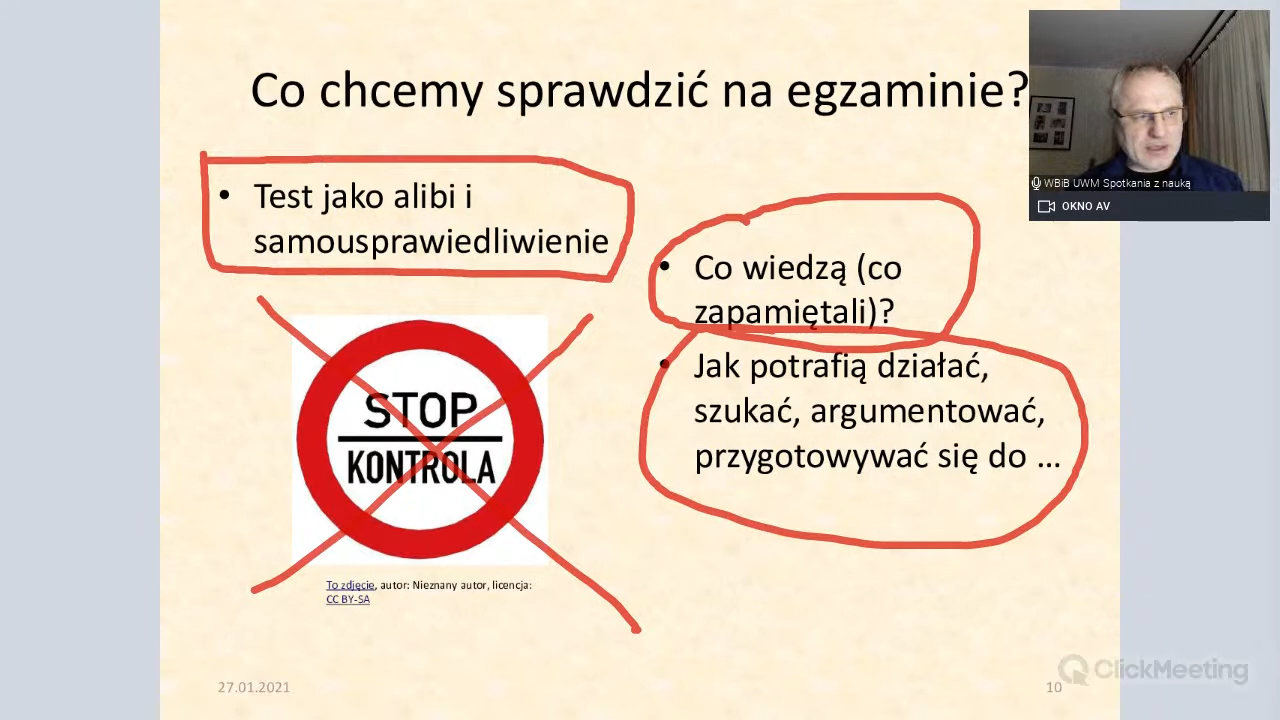 Co chcemy sprawdzić na egzaminie?
• Test jako alibi i
samousprawiedliwienie
STOP
KONTROLA
To zdjęcie, autor: Nieznany autor, licencja:
CC BY-SA
• Co wiedzą (co
zapamiętali)?
• Jak potrafią działać,
szukać, argumentować,
przygotowywać się do ...
WBiB UWM Spotkania z nauką
OKNO AV
27.01.2021
10
ClickMeeting